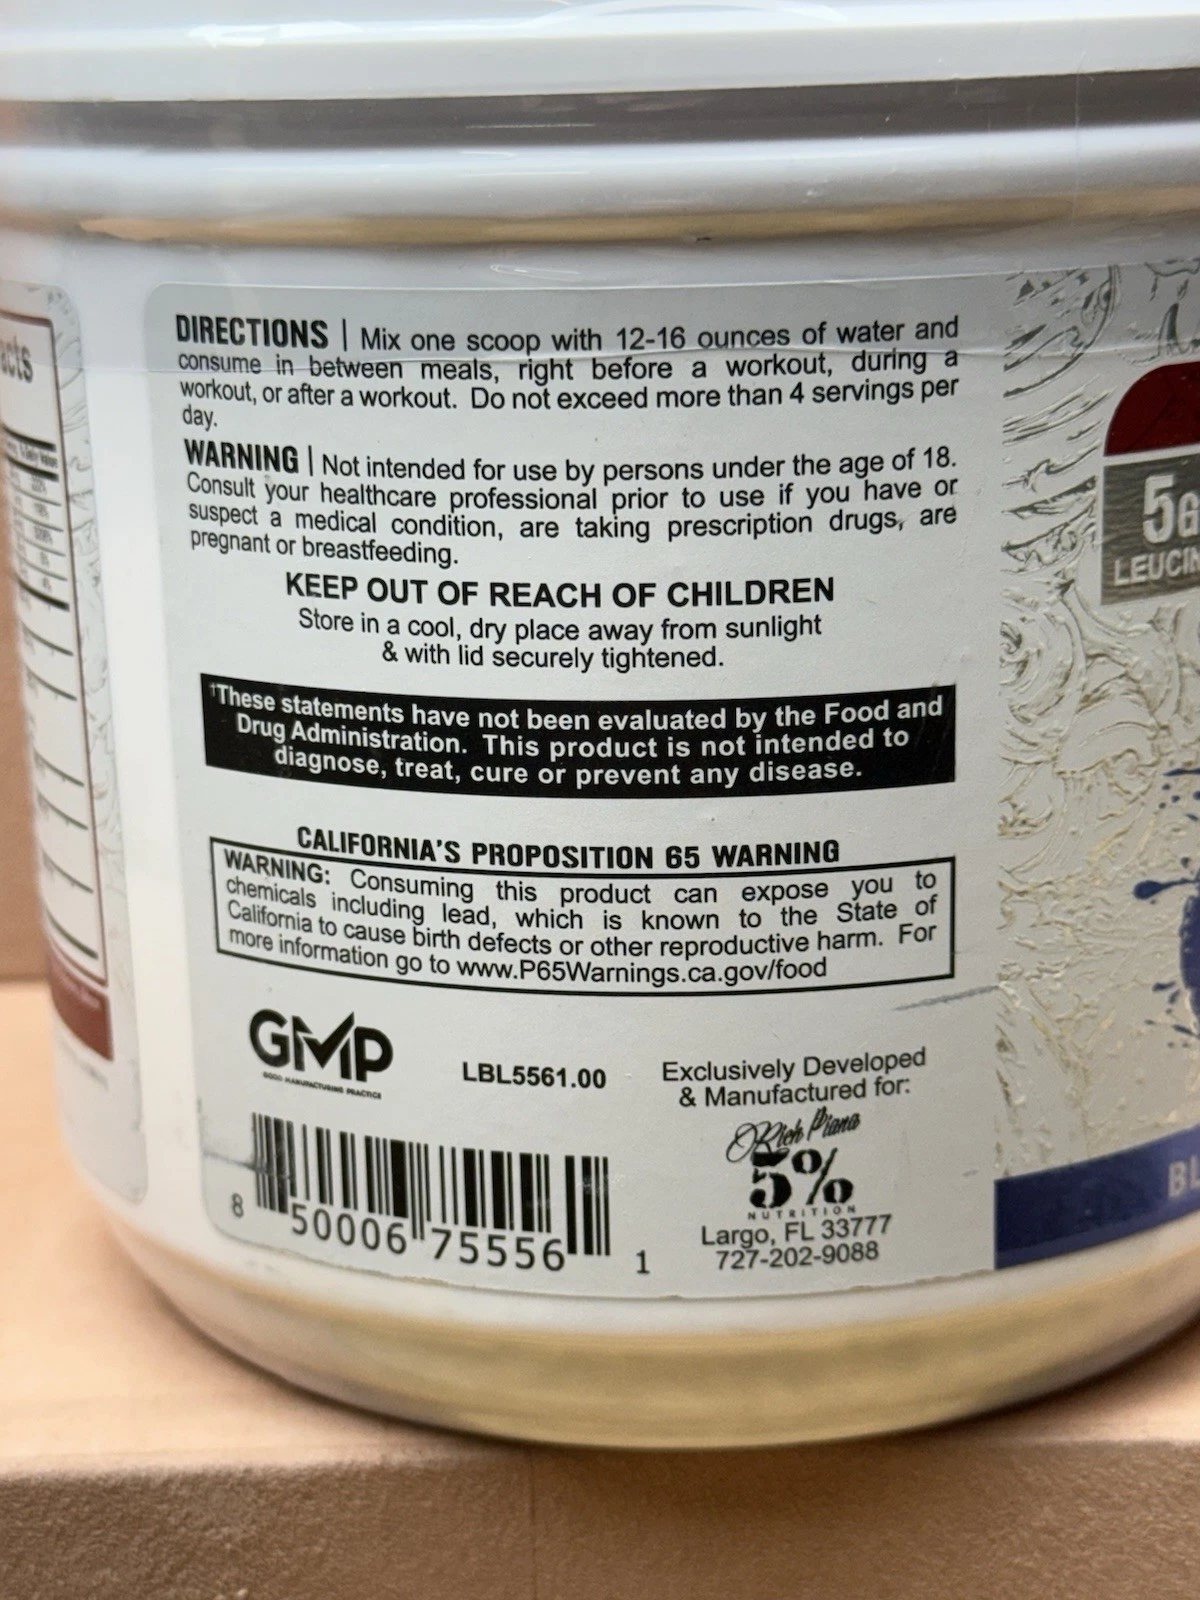 acts
DIRECTIONS | Mix one scoop with 12-16 ounces of water and
consume in between meals, right before a workout, during a
workout, or after a workout. Do not exceed more than 4 servings per
day.
WARNING | Not intended for use by persons under the age of 18.
Consult your healthcare professional prior to use if you have or
suspect a medical condition, are taking prescription drugs, are
pregnant or breastfeeding.
KEEP OUT OF REACH OF CHILDREN
Store in a cool, dry place away from sunlight
& with lid securely tightened.
†These statements have not been evaluated by the Food and
Drug Administration. This product is not intended to
diagnose, treat, cure or prevent any disease.
CALIFORNIA'S PROPOSITION 65 WARNING
WARNING: Consuming this product can expose you to
chemicals including lead, which is known to the State of
California to cause birth defects or other reproductive harm. For
more information go to www.P65Warnings.ca.gov/food
GMP
GOOD MANUFACTURING PRACTICE
LBL5561.00
Exclusively Developed
& Manufactured for:
Rich Piana
5%
NUTRITION
Largo, FL 33777
727-202-9088
8 50006 75556 1
5g
LEUCIN
BL